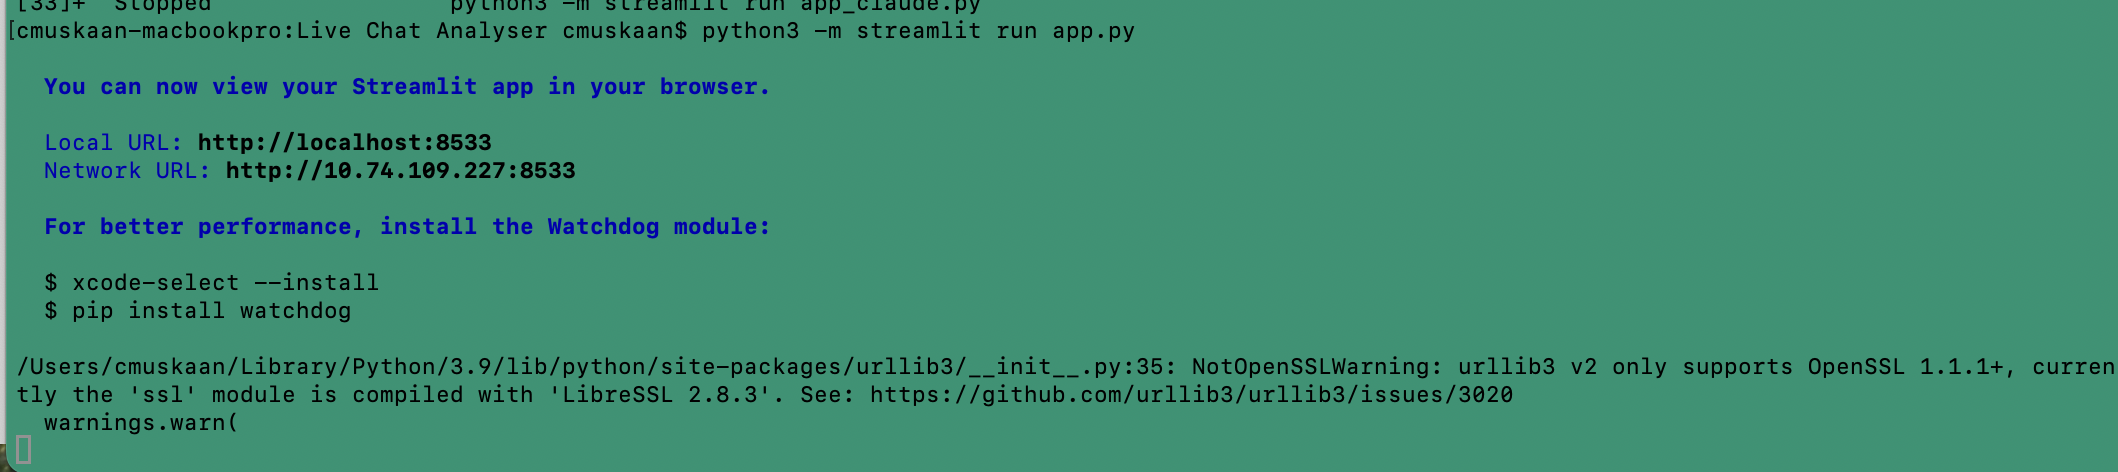 [33]+  Stopped                 python3 -m streamlit run app_claude.py
[cmuskaan-macbookpro:Live Chat Analyser cmuskaan$ python3 -m streamlit run app.py
You can now view your Streamlit app in your browser.
Local URL: http://localhost:8533
Network URL: http://10.74.109.227:8533
For better performance, install the Watchdog module:
$ xcode-select --install
$ pip install watchdog
/Users/cmuskaan/Library/Python/3.9/lib/python/site-packages/urllib3/__init__.py:35: NotOpenSSLWarning: urllib3 v2 only supports OpenSSL 1.1.1+, curren
tly the 'ssl' module is compiled with 'LibreSSL 2.8.3'. See: https://github.com/urllib3/urllib3/issues/3020
warnings.warn(